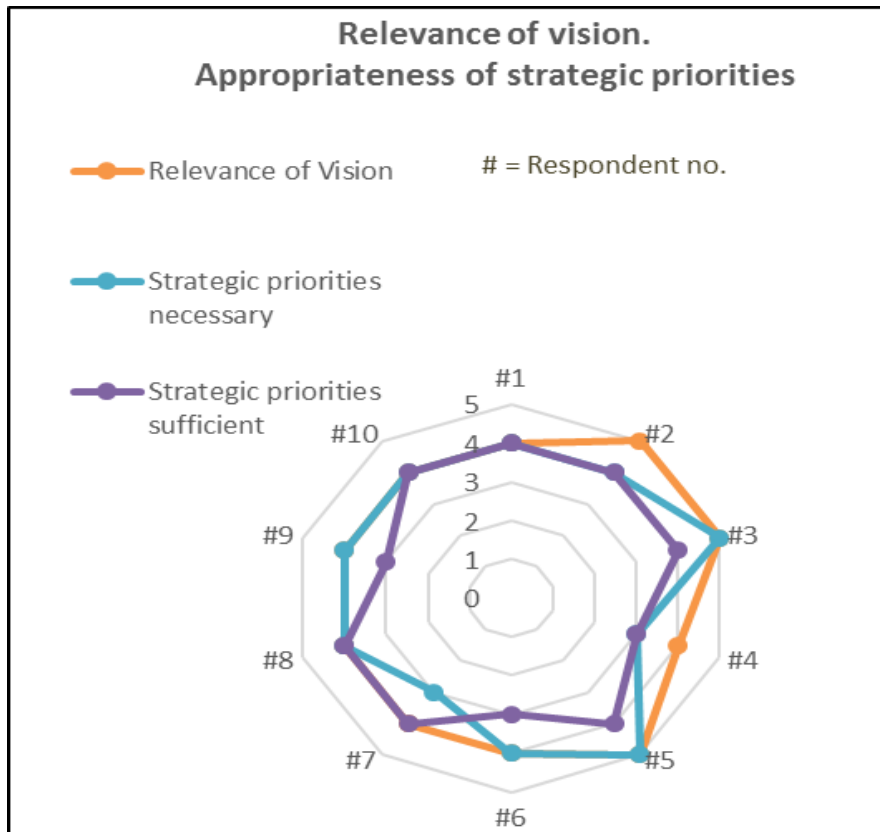 Relevance of vision.
Appropriateness of strategic priorities
Relevance of Vision
# = Respondent no.
Strategic priorities
necessary
Strategic priorities
sufficient
#1
#2
#3
#4
#5
#6
#7
#8
#9
#10
5
4
3
2
1
0